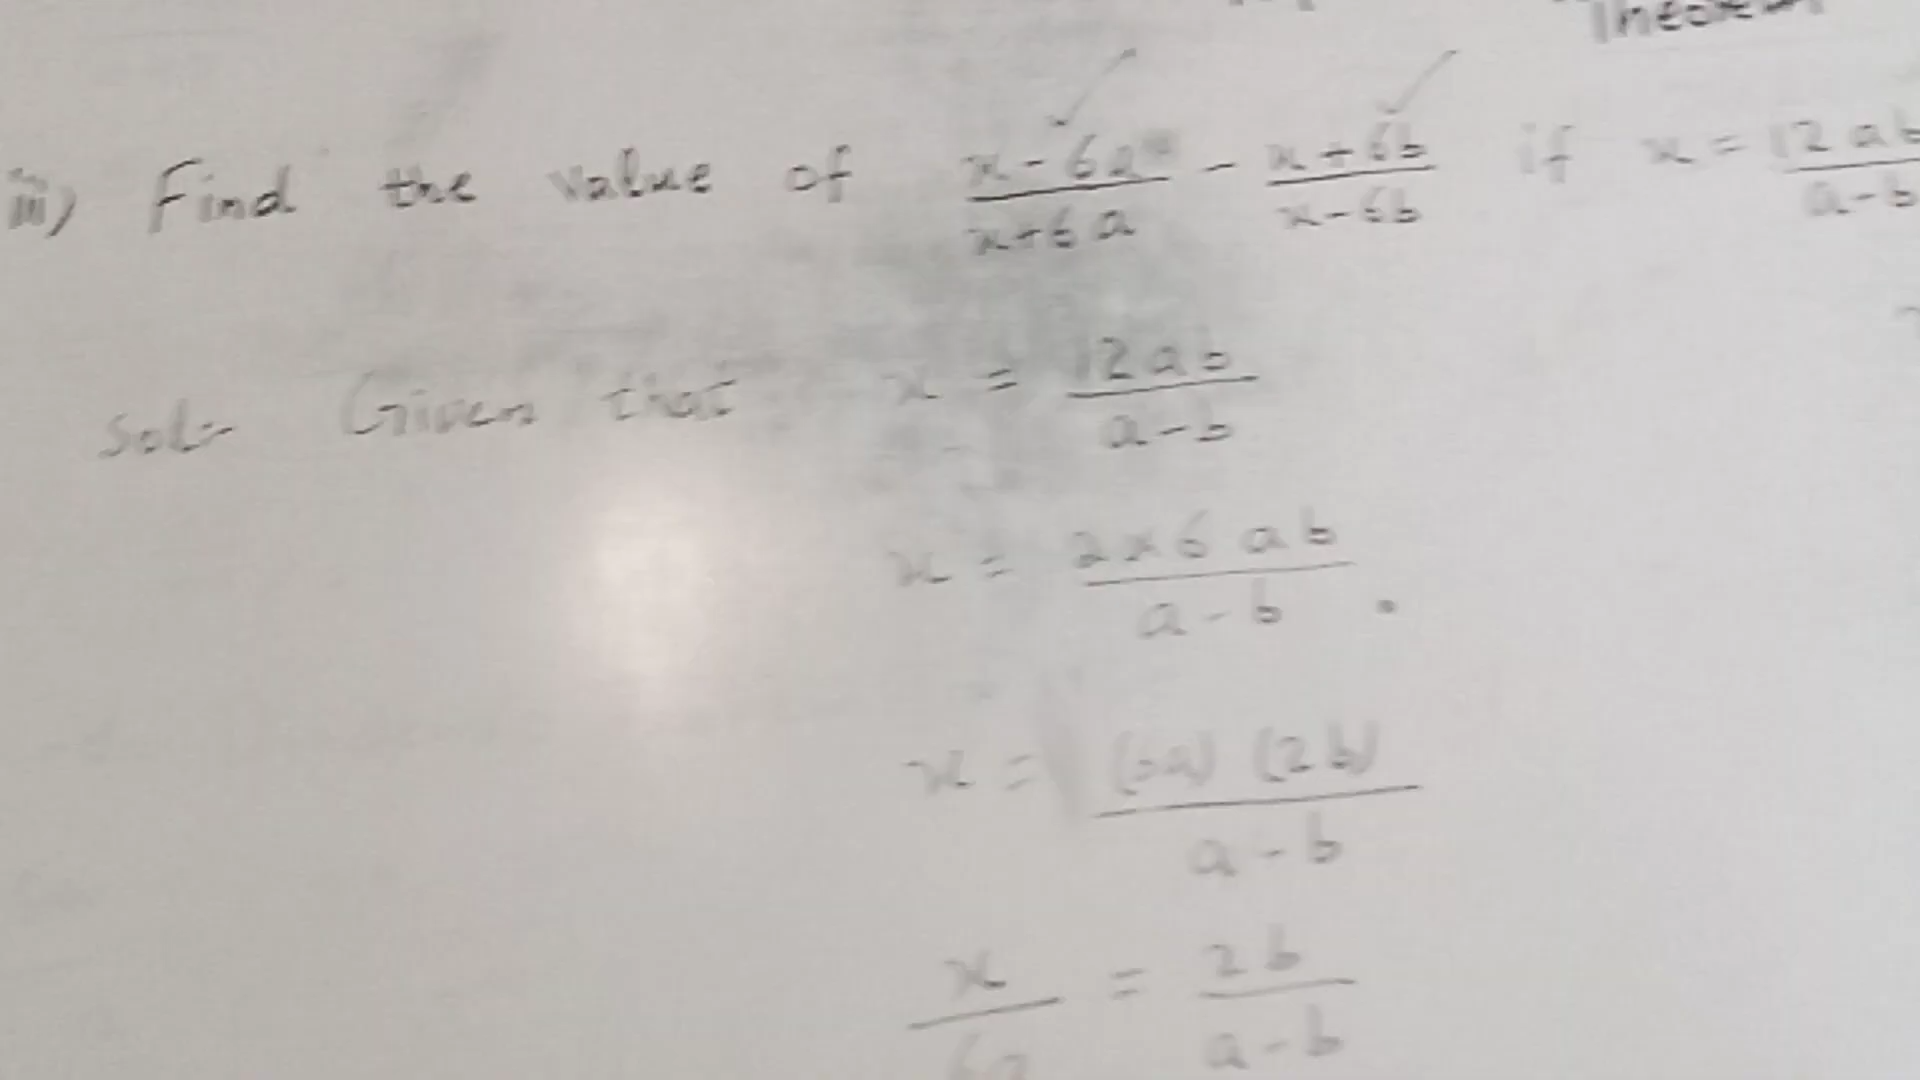 Theorem
iii) Find the value of (x-6a)/(x+6a) - (x+6b)/(x-6b) if x = 12ab/(a-b)
Sol:- Given that x = 12ab/(a-b)
x = 2×6ab/(a-b) .
x = (6a)(2b)/(a-b)
x/6a = 2b/(a-b)